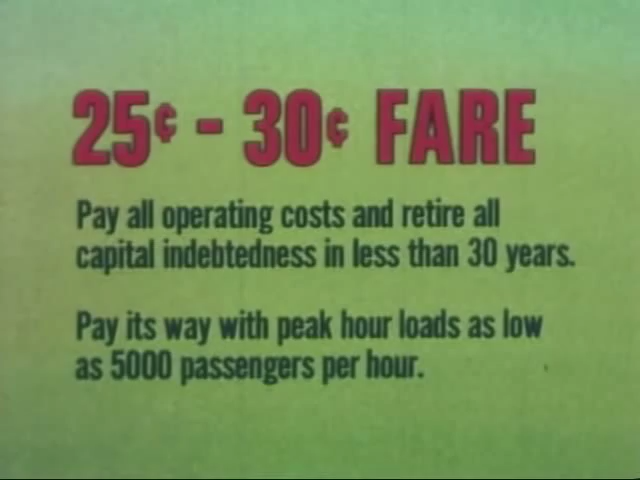 25¢ - 30¢ FARE
Pay all operating costs and retire all
capital indebtedness in less than 30 years.
Pay its way with peak hour loads as low
as 5000 passengers per hour.